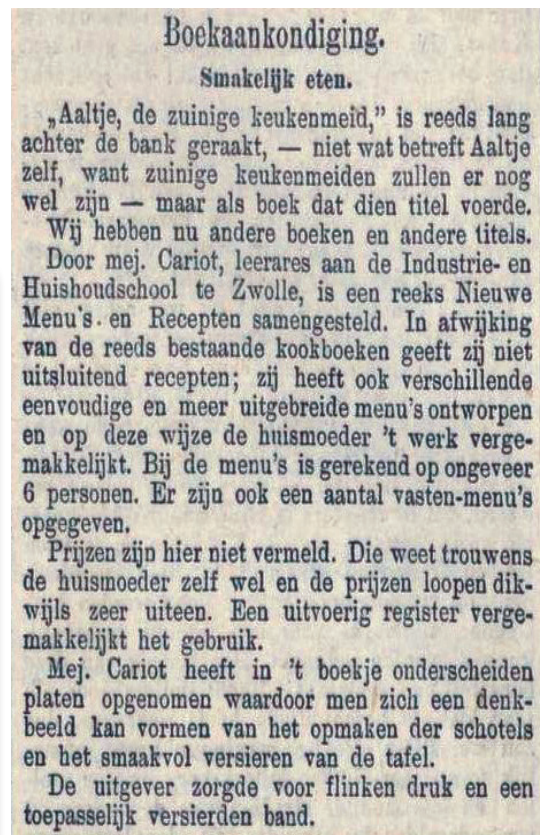 Boekaankondiging.
Smakelijk eten.
„Aaltje, de zuinige keukenmeid,” is reeds lang
achter de bank geraakt, — niet wat betreft Aaltje
zelf, want zuinige keukenmeiden zullen er nog
wel zijn — maar als boek dat dien titel voerde.
Wij hebben nu andere boeken en andere titels.
Door mej. Cariot, leerares aan de Industrie- en
Huishoudschool te Zwolle, is een reeks Nieuwe
Menu's en Recepten samengesteld. In afwijking
van de reeds bestaande kookboeken geeft zij niet
uitsluitend recepten; zij heeft ook verschillende
eenvoudige en meer uitgebreide menu's ontworpen
en op deze wijze de huismoeder 't werk verge-
makkelijkt. Bij de menu's is gerekend op ongeveer
6 personen. Er zijn ook een aantal vasten-menu's
opgegeven.
Prijzen zijn hier niet vermeld. Die weet trouwens
de huismoeder zelf wel en de prijzen loopen dik-
wijls zeer uiteen. Een uitvoerig register verge-
makkelijkt het gebruik.
Mej. Cariot heeft in 't boekje onderscheiden
platen opgenomen waardoor men zich een denk-
beeld kan vormen van het opmaken der schotels
en het smaakvol versieren van de tafel.
De uitgever zorgde voor flinken druk en een
toepasselijk versierden band.